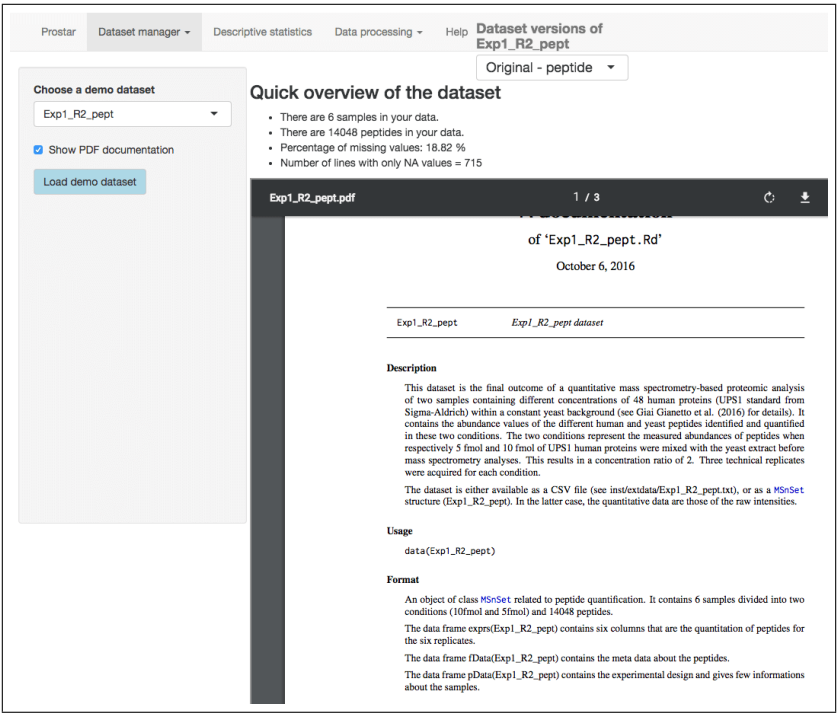 Prostar Dataset manager Descriptive statistics Data processing Help Dataset versions of
Exp1_R2_pept
Original - peptide
Choose a demo dataset
Exp1_R2_pept
Show PDF documentation
Load demo dataset
Quick overview of the dataset
• There are 6 samples in your data.
• There are 14048 peptides in your data.
• Percentage of missing values: 18.82 %
• Number of lines with only NA values = 715
Exp1_R2_pept.pdf 1 / 3
of ‘Exp1_R2_pept.Rd’
October 6, 2016
Exp1_R2_pept Exp1_R2_pept dataset
Description
This dataset is the final outcome of a quantitative mass spectrometry-based proteomic analysis
of two samples containing different concentrations of 48 human proteins (UPS1 standard from
Sigma-Aldrich) within a constant yeast background (see Giai Gianetto et al. (2016) for details). It
contains the abundance values of the different human and yeast peptides identified and quantified
in these two conditions. The two conditions represent the measured abundances of peptides when
respectively 5 fmol and 10 fmol of UPS1 human proteins were mixed with the yeast extract before
mass spectrometry analyses. This results in a concentration ratio of 2. Three technical replicates
were acquired for each condition.
The dataset is either available as a CSV file (see inst/extdata/Exp1_R2_pept.txt), or as a MSnSet
structure (Exp1_R2_pept). In the latter case, the quantitative data are those of the raw intensities.
Usage
data(Exp1_R2_pept)
Format
An object of class MSnSet related to peptide quantification. It contains 6 samples divided into two
conditions (10fmol and 5fmol) and 14048 peptides.
The data frame exprs(Exp1_R2_pept) contains six columns that are the quantitation of peptides for
the six replicates.
The data frame fData(Exp1_R2_pept) contains the meta data about the peptides.
The data frame pData(Exp1_R2_pept) contains the experimental design and gives few informations
about the samples.